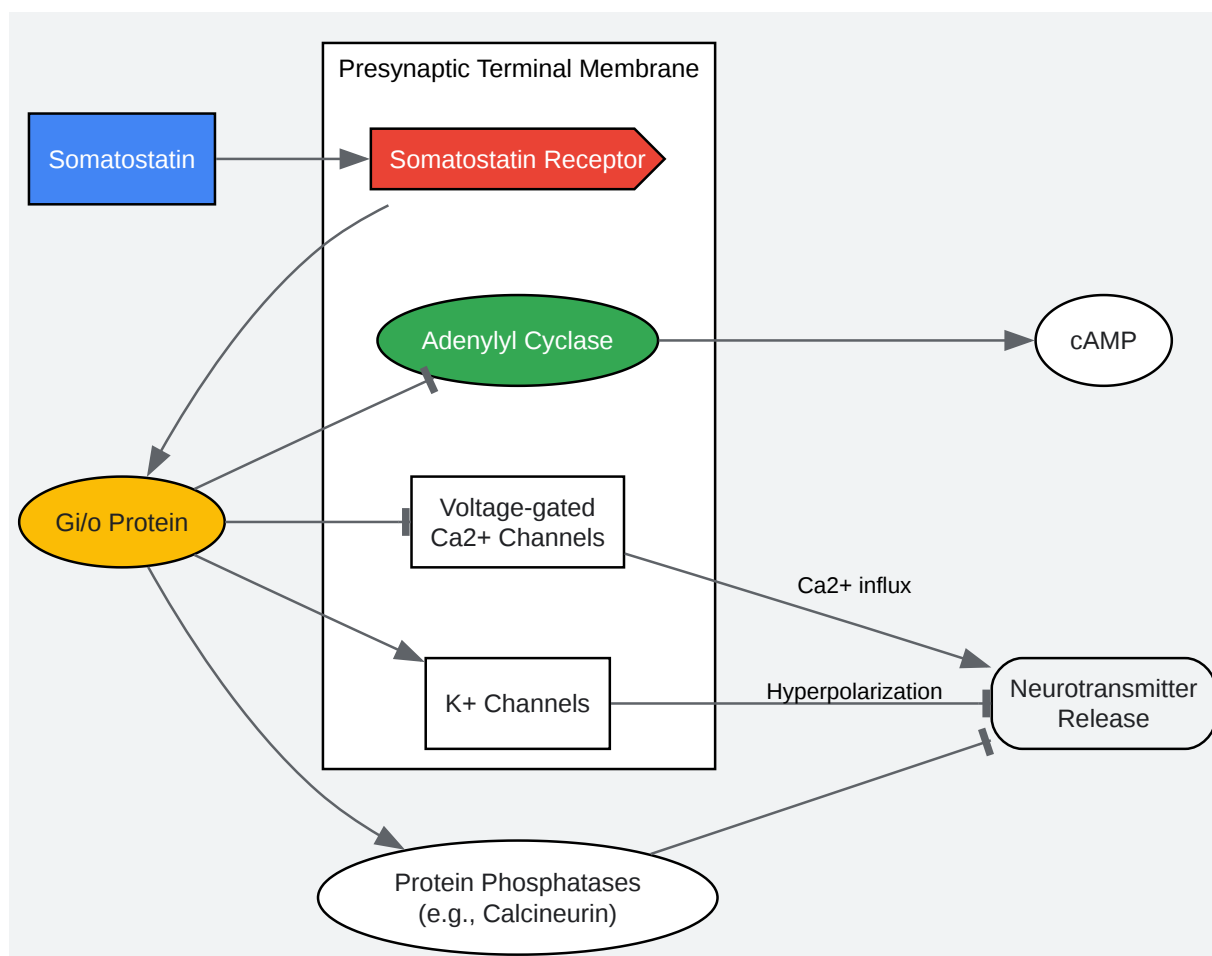 Presynaptic Terminal Membrane
Somatostatin
Somatostatin Receptor
Adenylyl Cyclase
cAMP
Gi/o Protein
Voltage-gated
Ca2+ Channels
Ca2+ influx
K+ Channels
Hyperpolarization
Neurotransmitter
Release
Protein Phosphatases
(e.g., Calcineurin)